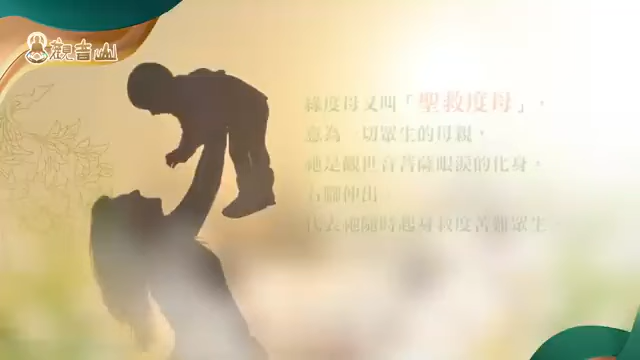 觀音山
綠度母又叫「聖救度母」，
意為一切眾生的母親，
祂是觀世音菩薩眼淚的化身，
右腳伸出
代表祂隨時起身救度苦難眾生